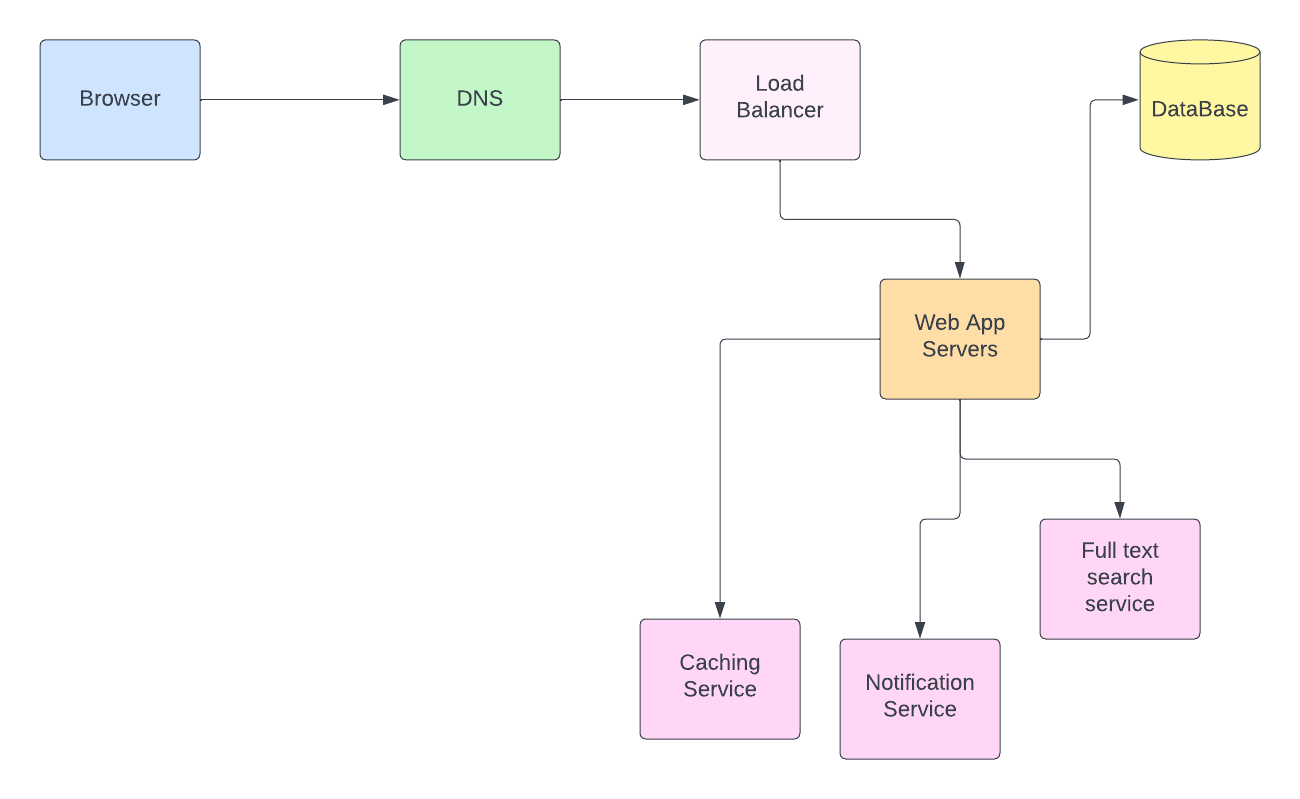 Browser
DNS
Load
Balancer
DataBase
Web App
Servers
Full text
search
service
Caching
Service
Notification
Service